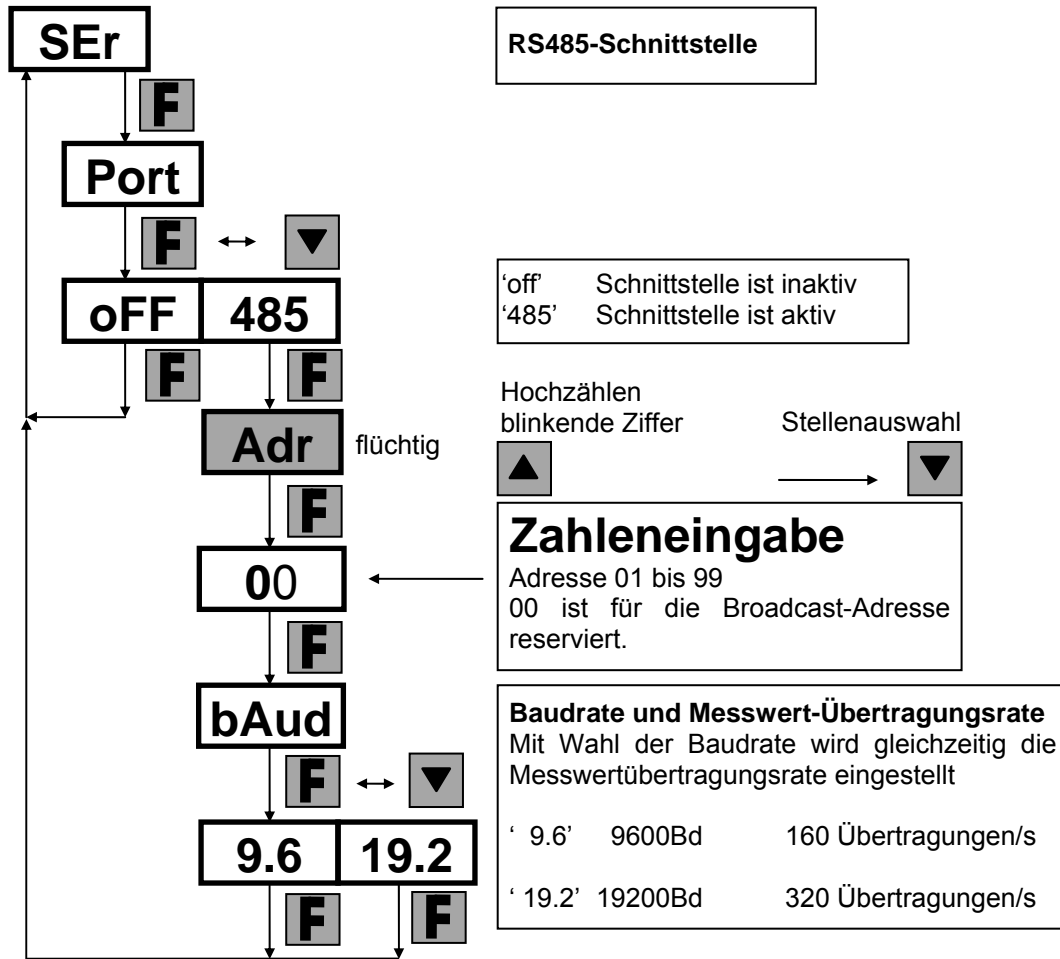 SEr
RS485-Schnittstelle
F
Port
F
oFF 485
'off' Schnittstelle ist inaktiv
'485' Schnittstelle ist aktiv
F F
Hochzählen
blinkende Ziffer Stellenauswahl
Adr flüchtig
F
Zahleneingabe
Adresse 01 bis 99
00 ist für die Broadcast-Adresse
reserviert.
00
F
bAud
Baudrate und Messwert-Übertragungsrate
Mit Wahl der Baudrate wird gleichzeitig die
Messwertübertragungsrate eingestellt
F
' 9.6' 9600Bd 160 Übertragungen/s
9.6 19.2
' 19.2' 19200Bd 320 Übertragungen/s
F F